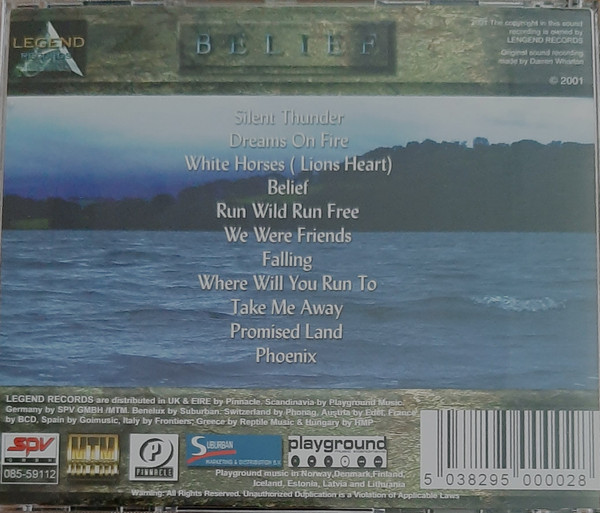 LEGEND
RECORDS
BELIEF
2001 The copyright in this sound
recording is owned by
LENGEND RECORDS
Original sound recording
made by Darren Wharton
© 2001
Silent Thunder
Dreams On Fire
White Horses ( Lions Heart)
Belief
Run Wild Run Free
We Were Friends
Falling
Where Will You Run To
Take Me Away
Promised Land
Phoenix
LEGEND RECORDS are distributed in UK & EIRE by Pinnacle. Scandinavia by Playground Music.
Germany by SPV GMBH /MTM. Benelux by Suburban. Switzerland by Phonag, Austria by Edel. France
by BCD, Spain by Goimusic, Italy by Frontiers; Greece by Reptile Music & Hungary by HMP
SPV
085-59112
MTM
P
PINNACLE
SUBURBAN
MARKETING & DISTRIBUTION B.V.
playground
Playground music in Norway,Denmark,Finland,
Iceland, Estonia, Latvia and Lithuania
Warning: All Rights Reserved. Unauthorized Duplication is a Violation of Applicable Laws
5 038295 000028